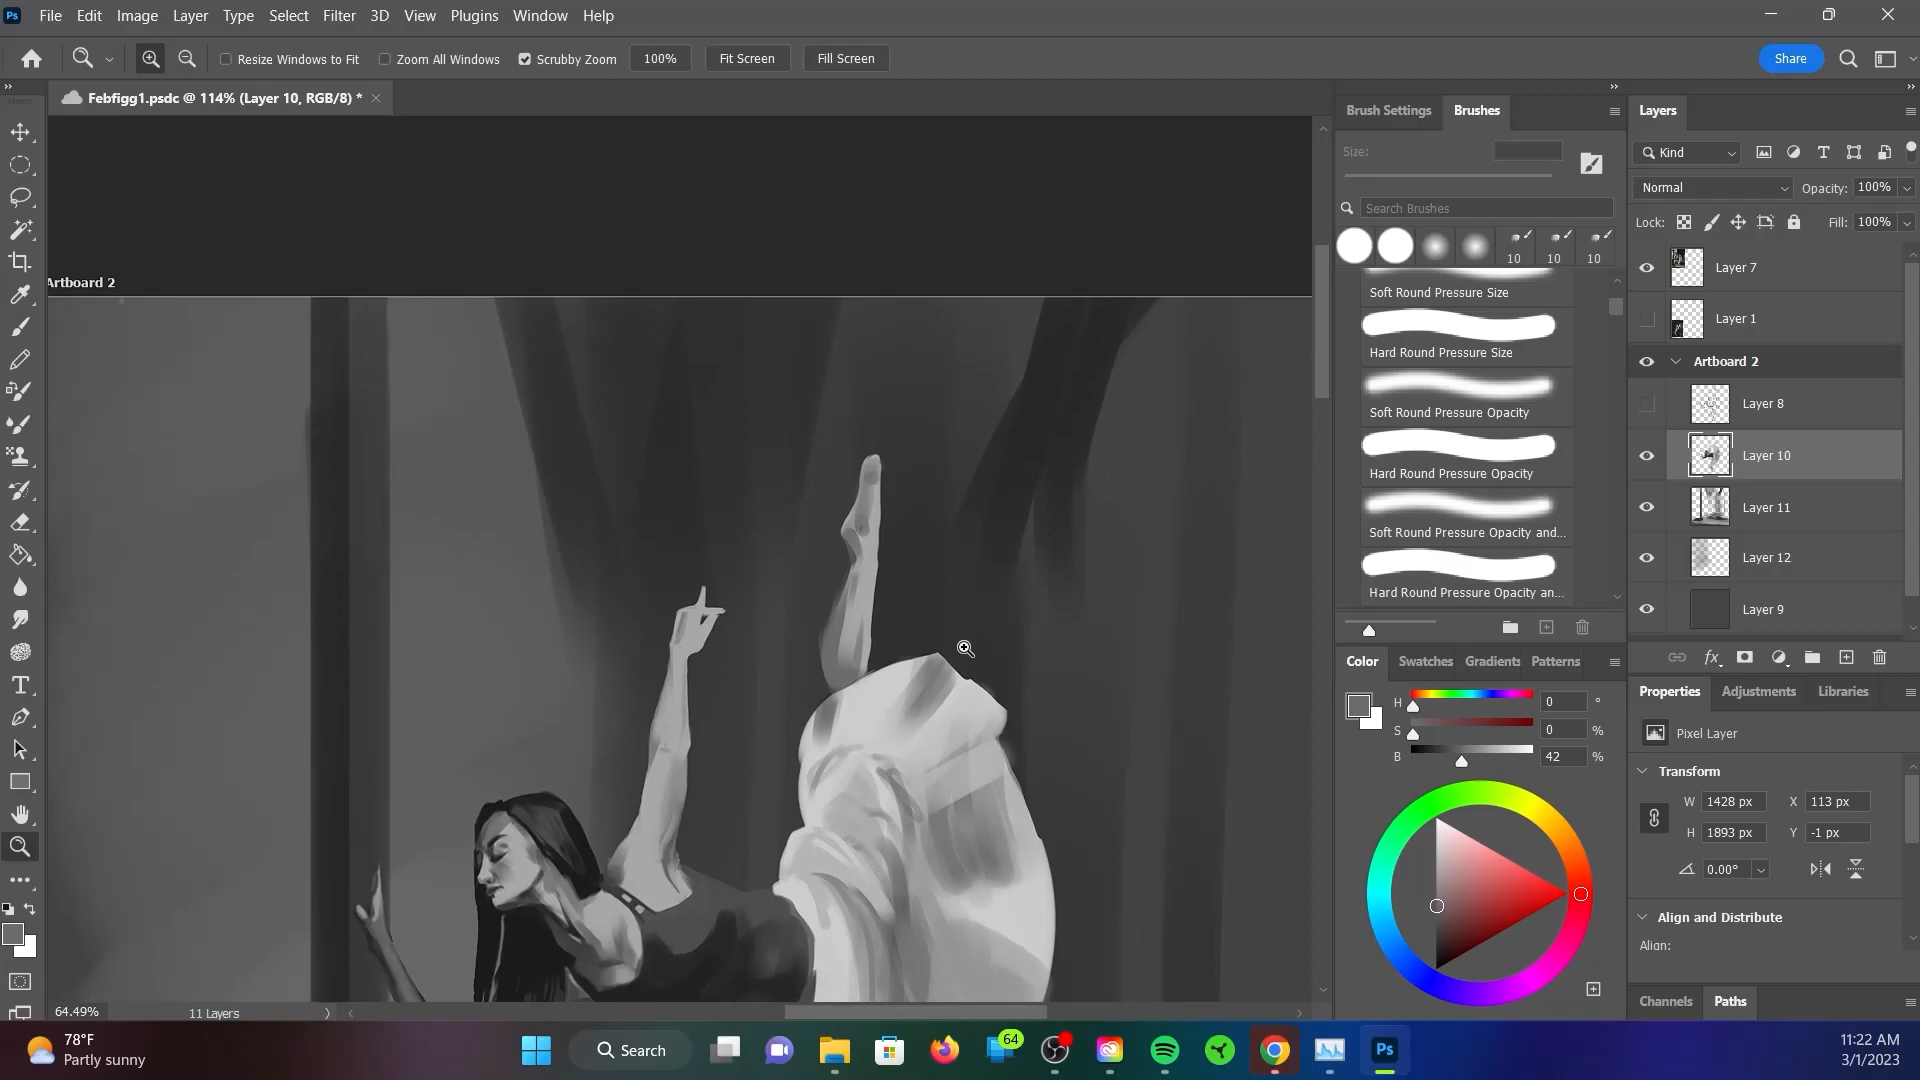 Ps File Edit Image Layer Type Select Filter 3D View Plugins Window Help
Resize Windows to Fit Zoom All Windows Scrubby Zoom 100% Fit Screen Fill Screen Share
Febfigg1.psdc @ 114% (Layer 10, RGB/8) *
Artboard 2
Brush Settings Brushes
Size:
Search Brushes
10 10 10
Soft Round Pressure Size
Hard Round Pressure Size
Soft Round Pressure Opacity
Hard Round Pressure Opacity
Soft Round Pressure Opacity and...
Hard Round Pressure Opacity an...
Color Swatches Gradients Patterns
H 0 °
S 0 %
B 42 %
Layers
Kind
Normal Opacity: 100%
Lock: Fill: 100%
Layer 7
Layer 1
Artboard 2
Layer 8
Layer 10
Layer 11
Layer 12
Layer 9
fx
Properties Adjustments Libraries
Pixel Layer
Transform
W 1428 px X 113 px
H 1893 px Y -1 px
0.00°
Align and Distribute
Align:
Channels Paths
64.49% 11 Layers
78°F
Partly sunny
Search
64
Ps
11:22 AM
3/1/2023